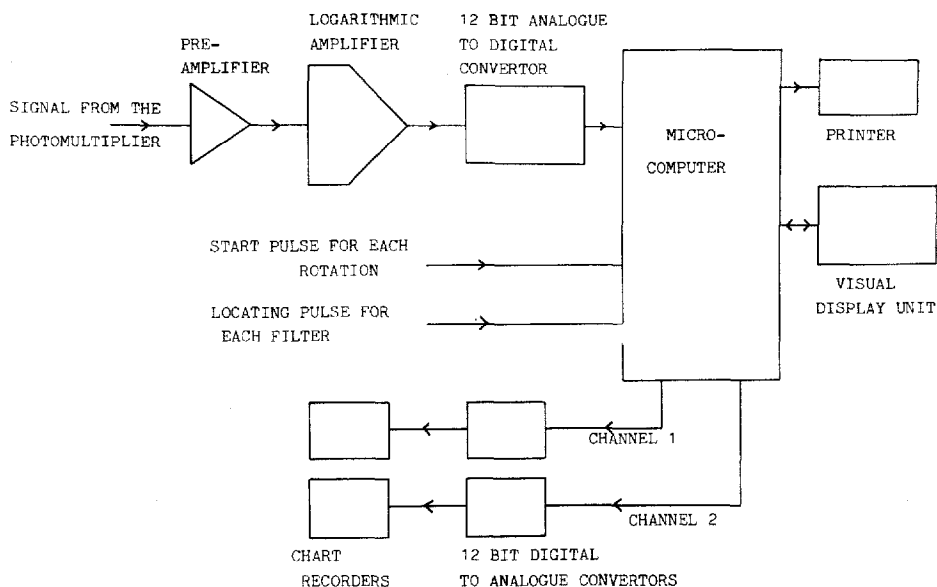 LOGARITHMIC
AMPLIFIER
12 BIT ANALOGUE
TO DIGITAL
CONVERTOR
PRE-
AMPLIFIER
SIGNAL FROM THE
PHOTOMULTIPLIER
MICRO-
COMPUTER
PRINTER
START PULSE FOR EACH
ROTATION
VISUAL
DISPLAY UNIT
LOCATING PULSE FOR
EACH FILTER
CHANNEL 1
CHANNEL 2
CHART
RECORDERS
12 BIT DIGITAL
TO ANALOGUE CONVERTORS